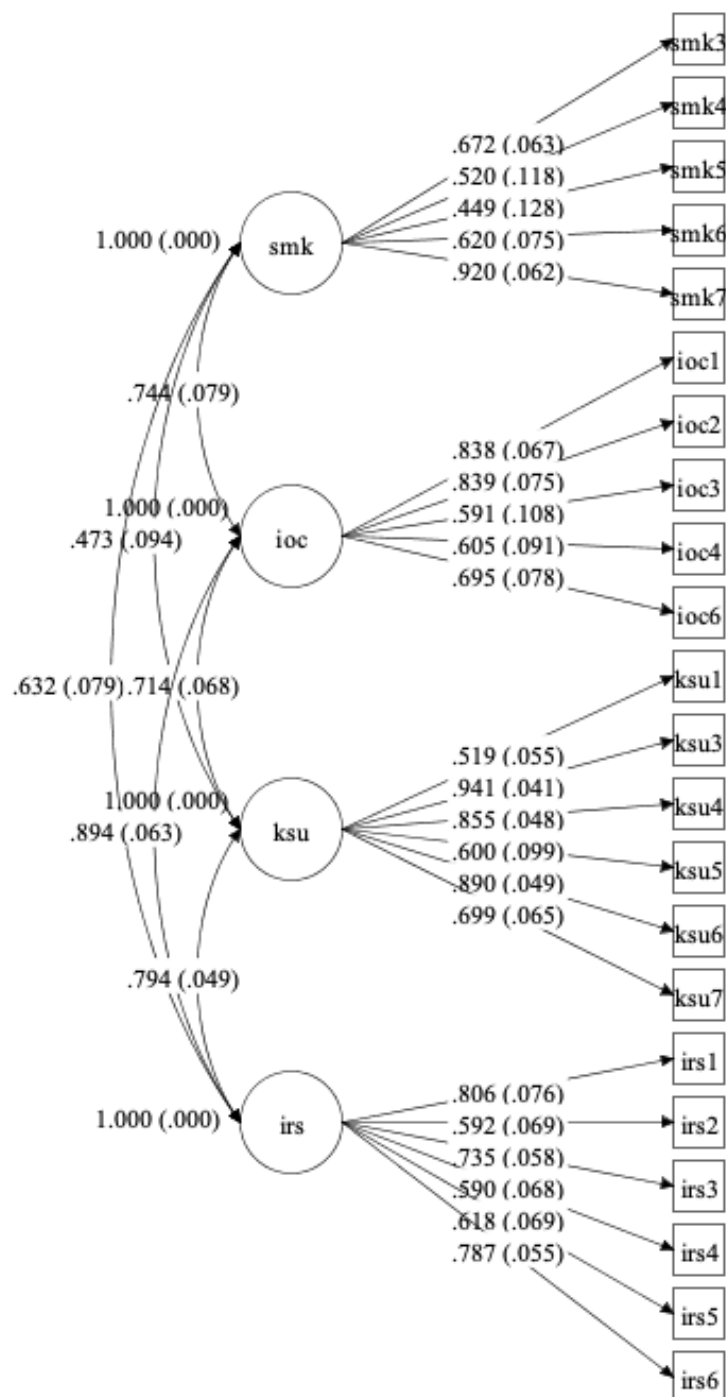 smk3
smk4
.672 (.063)
.520 (.118)
smk5
.449 (.128)
smk6
1.000 (.000)
smk
.620 (.075)
.920 (.062)
smk7
ioc1
.744 (.079)
ioc2
.838 (.067)
.839 (.075)
ioc3
1.000 (.000)
.591 (.108)
.473 (.094)
ioc
ioc4
.605 (.091)
.695 (.078)
ioc6
ksu1
.632 (.079)
.714 (.068)
ksu3
.519 (.055)
.941 (.041)
ksu4
1.000 (.000)
.855 (.048)
.894 (.063)
ksu
.600 (.099)
ksu5
.890 (.049)
.699 (.065)
ksu6
.794 (.049)
ksu7
irs1
.806 (.076)
1.000 (.000)
irs
.592 (.069)
irs2
.735 (.058)
.590 (.068)
irs3
.618 (.069)
.787 (.055)
irs4
irs5
irs6